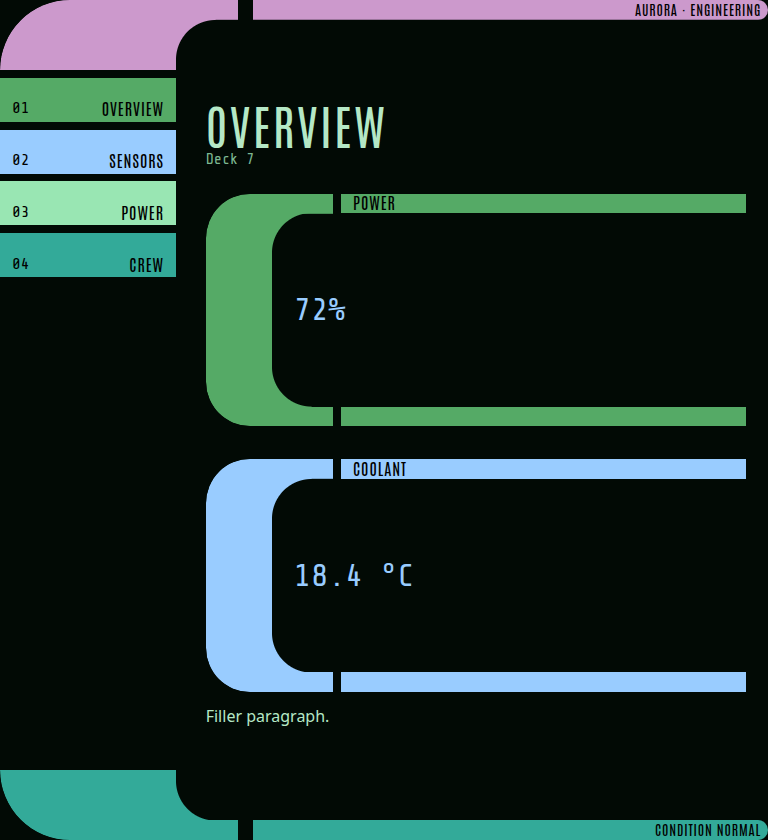 AURORA · ENGINEERING
01 OVERVIEW
02 SENSORS
03 POWER
04 CREW
OVERVIEW
Deck 7
POWER
72%
COOLANT
18.4 °C
Filler paragraph.
CONDITION NORMAL